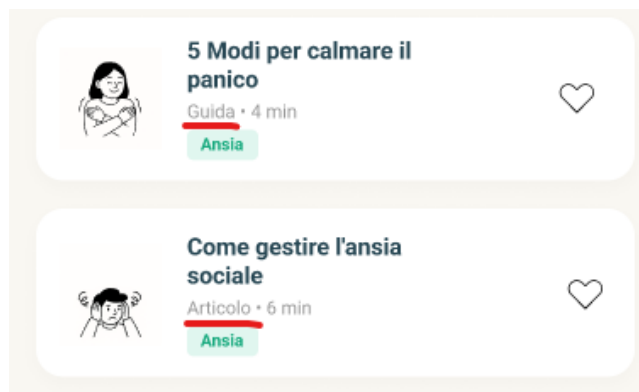 5 Modi per calmare il
panico
Guida • 4 min
Ansia
Come gestire l'ansia
sociale
Articolo • 6 min
Ansia